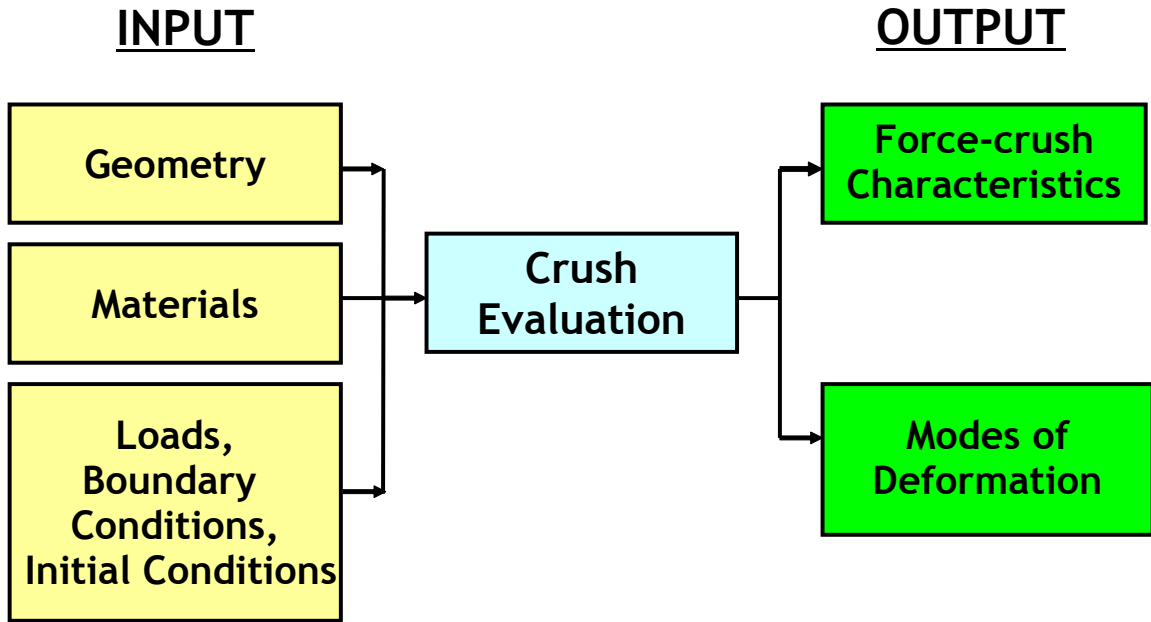 INPUT
OUTPUT
Geometry
Materials
Loads,
Boundary
Conditions,
Initial Conditions
Crush
Evaluation
Force-crush
Characteristics
Modes of
Deformation